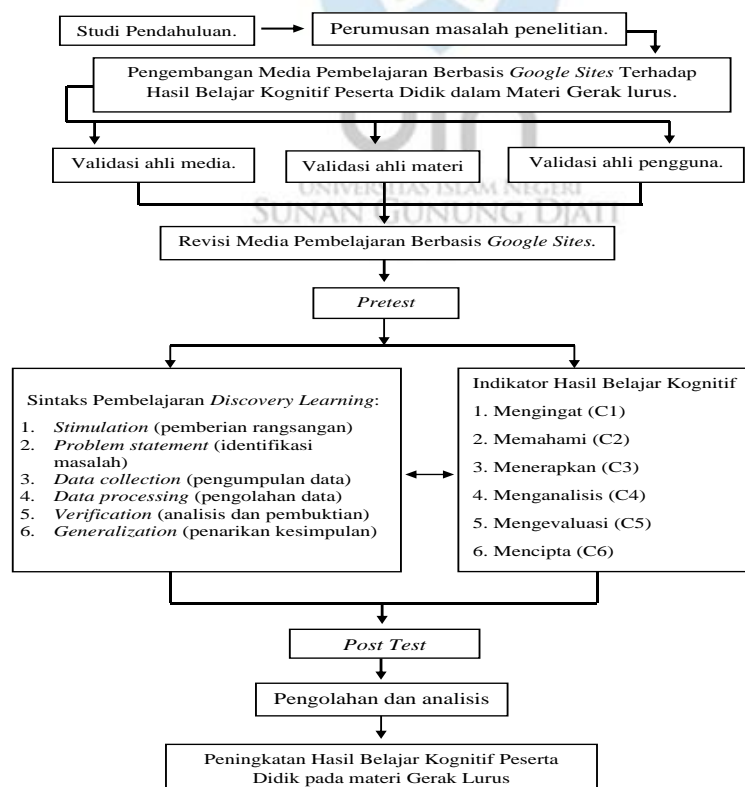 Studi Pendahuluan.
Perumusan masalah penelitian.
Pengembangan Media Pembelajaran Berbasis Google Sites Terhadap
Hasil Belajar Kognitif Peserta Didik dalam Materi Gerak lurus.
uin
Validasi ahli media.
Validasi ahli materi
Validasi ahli pengguna.
UNIVERSITAS ISLAM NEGERI
SUNAN GUNUNG DJATI
Revisi Media Pembelajaran Berbasis Google Sites.
Pretest
Sintaks Pembelajaran Discovery Learning:
1. Stimulation (pemberian rangsangan)
2. Problem statement (identifikasi
masalah)
3. Data collection (pengumpulan data)
4. Data processing (pengolahan data)
5. Verification (analisis dan pembuktian)
6. Generalization (penarikan kesimpulan)
Indikator Hasil Belajar Kognitif
1. Mengingat (C1)
2. Memahami (C2)
3. Menerapkan (C3)
4. Menganalisis (C4)
5. Mengevaluasi (C5)
6. Mencipta (C6)
Post Test
Pengolahan dan analisis
Peningkatan Hasil Belajar Kognitif Peserta
Didik pada materi Gerak Lurus